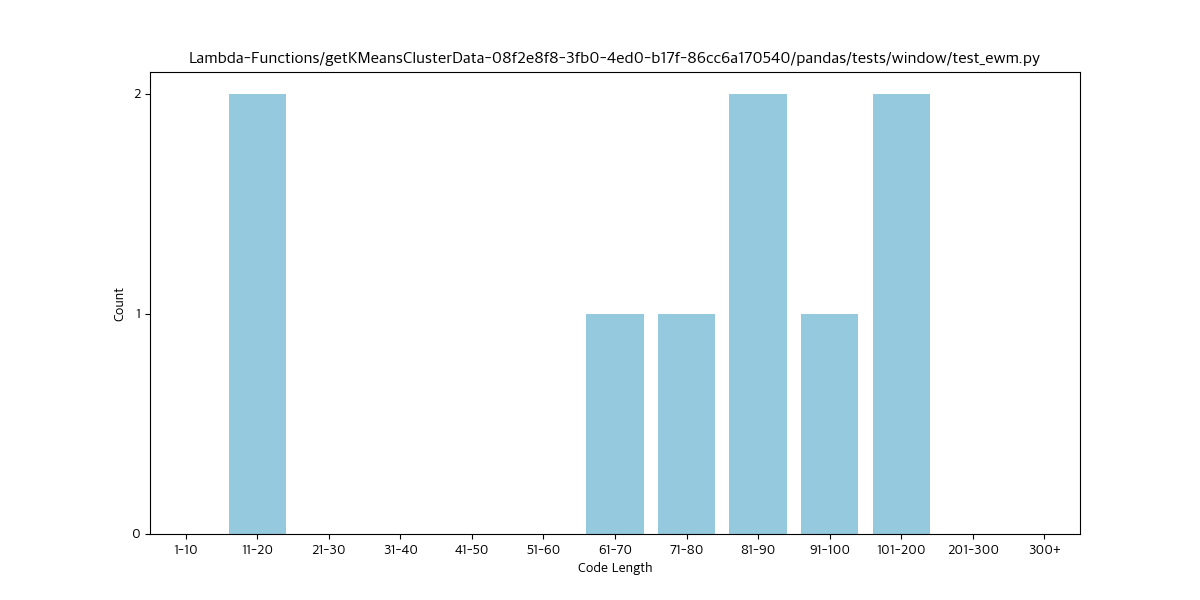 Lambda-Functions/getKMeansClusterData-08f2e8f8-3fb0-4ed0-b17f-86cc6a170540/pandas/tests/window/test_ewm.py
2
1
0
Count
1-10 11-20 21-30 31-40 41-50 51-60 61-70 71-80 81-90 91-100 101-200 201-300 300+
Code Length